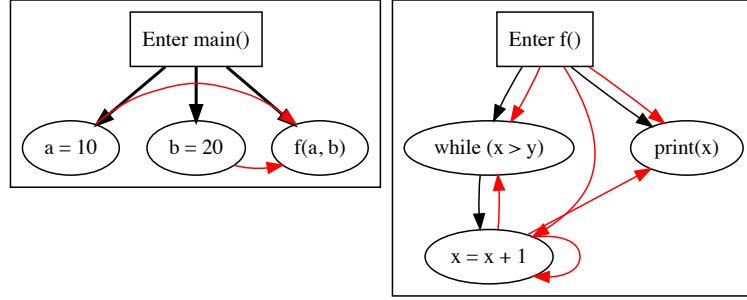 Enter main()
a = 10
b = 20
f(a, b)
Enter f()
while (x > y)
print(x)
x = x + 1